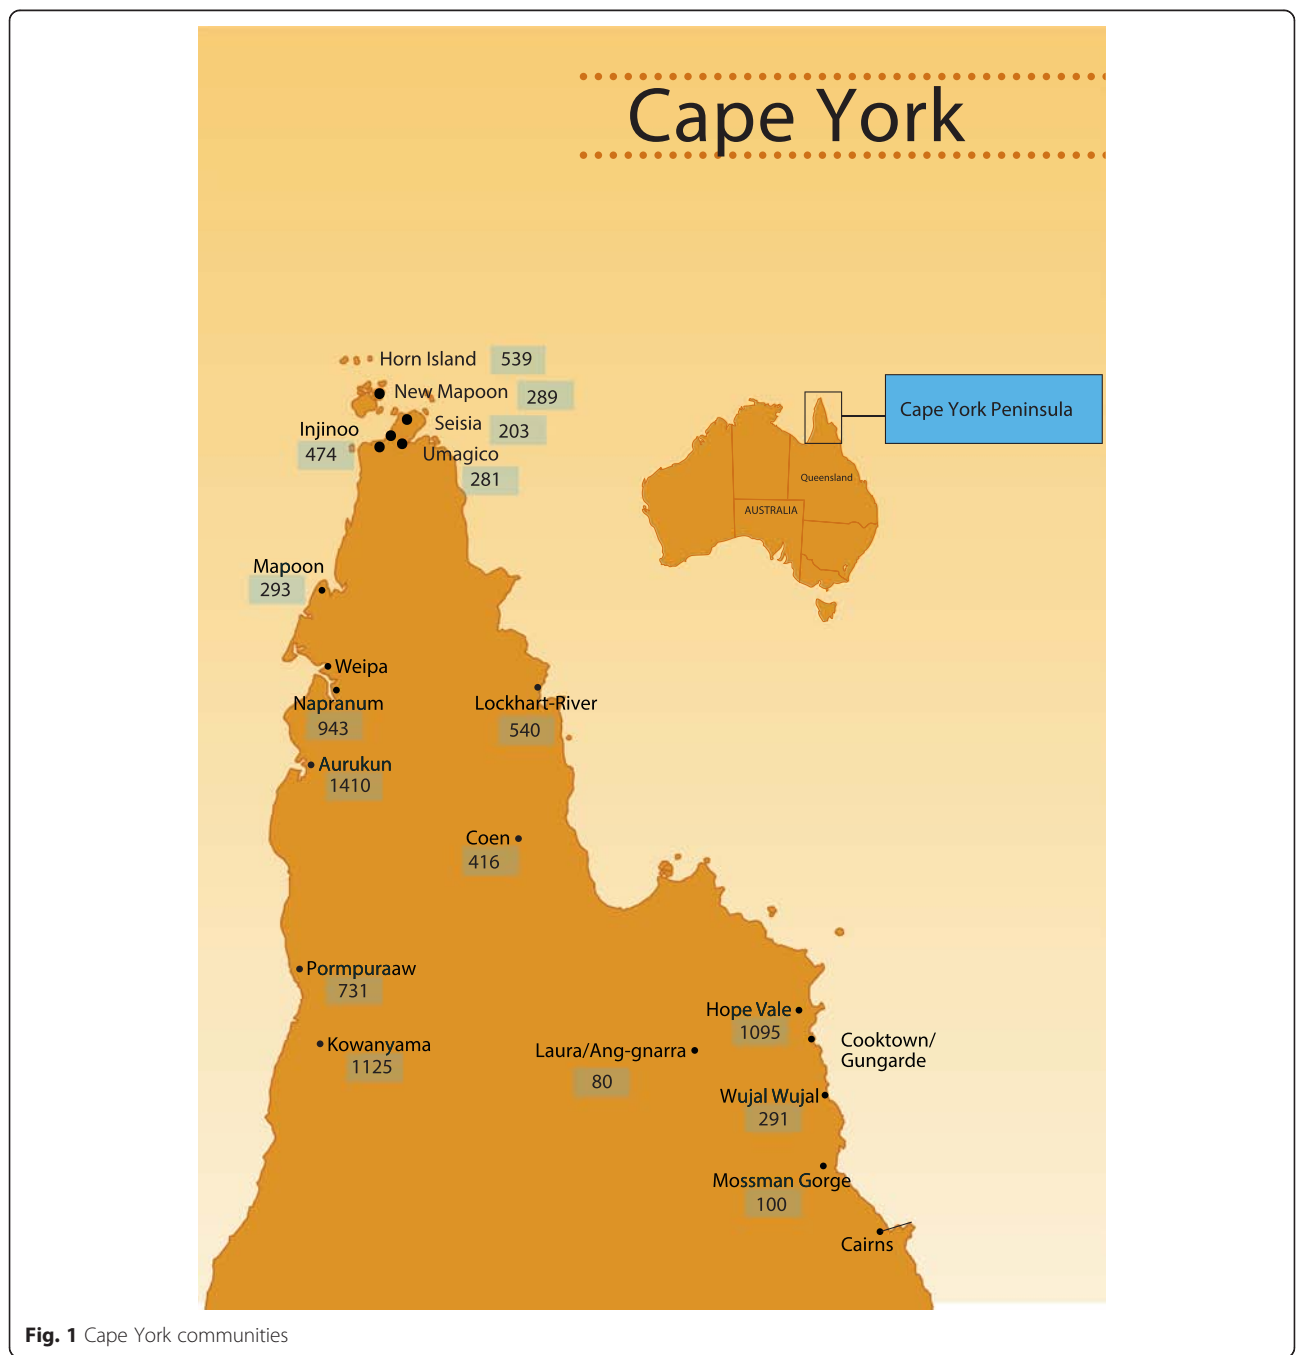 Cape York
Horn Island 539
New Mapoon 289
Seisia 203
Injinoo
474
Umagico
281
Cape York Peninsula
Queensland
AUSTRALIA
Mapoon
293
Weipa
Napranum
943
Lockhart-River
540
Aurukun
1410
Coen
416
Pormpuraaw
731
Kowanyama
1125
Hope Vale
1095
Cooktown/
Gungarde
Laura/Ang-gnarra
80
Wujal Wujal
291
Mossman Gorge
100
Cairns
Fig. 1 Cape York communities